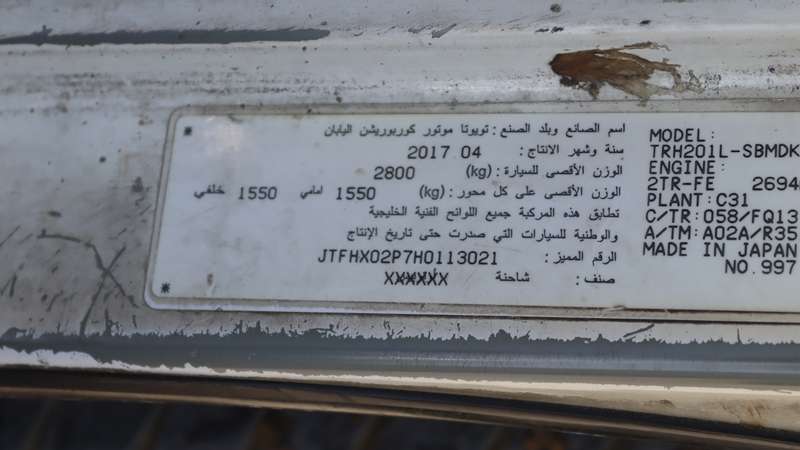 اسم الصانع وبلد الصنع : تويوتا موتور كوربوريشن اليابان
سنة وشهر الانتاج : 2017 04
الوزن الأقصى للسيارة : (kg) 2800
الوزن الأقصى على كل محور : (kg) 1550 امامي 1550 خلفي
تطابق هذه المركبة جميع اللوائح الفنية الخليجية
والوطنية للسيارات التي صدرت حتى تاريخ الإنتاج
الرقم المميز : JTFHX02P7H0113021
صنف : شاحنة XXXXXX
MODEL:
TRH201L-SBMDK
ENGINE:
2TR-FE 2694
PLANT:C31
C/TR:058/FQ13
A/TM:A02A/R35
MADE IN JAPAN
NO.997